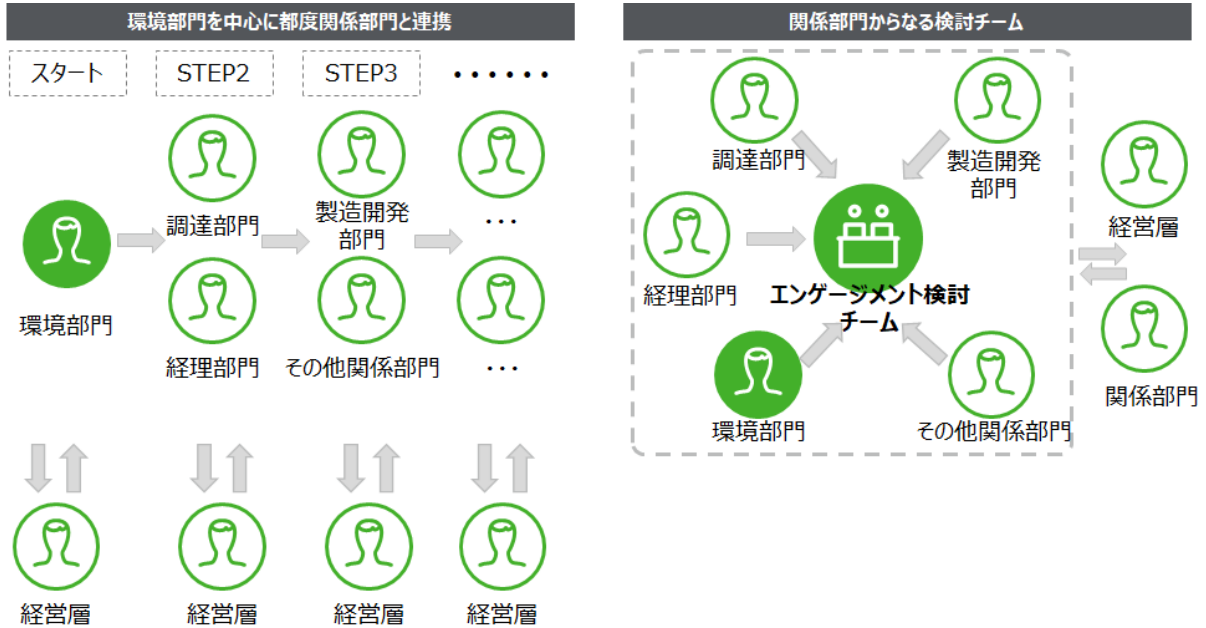 環境部門を中心に都度関係部門と連携
スタート
STEP2
STEP3
・・・・・・
環境部門
調達部門
経理部門
製造開発
部門
その他関係部門
・・・
・・・
経営層
経営層
経営層
経営層
関係部門からなる検討チーム
調達部門
製造開発
部門
経理部門
エンゲージメント検討
チーム
環境部門
その他関係部門
経営層
関係部門